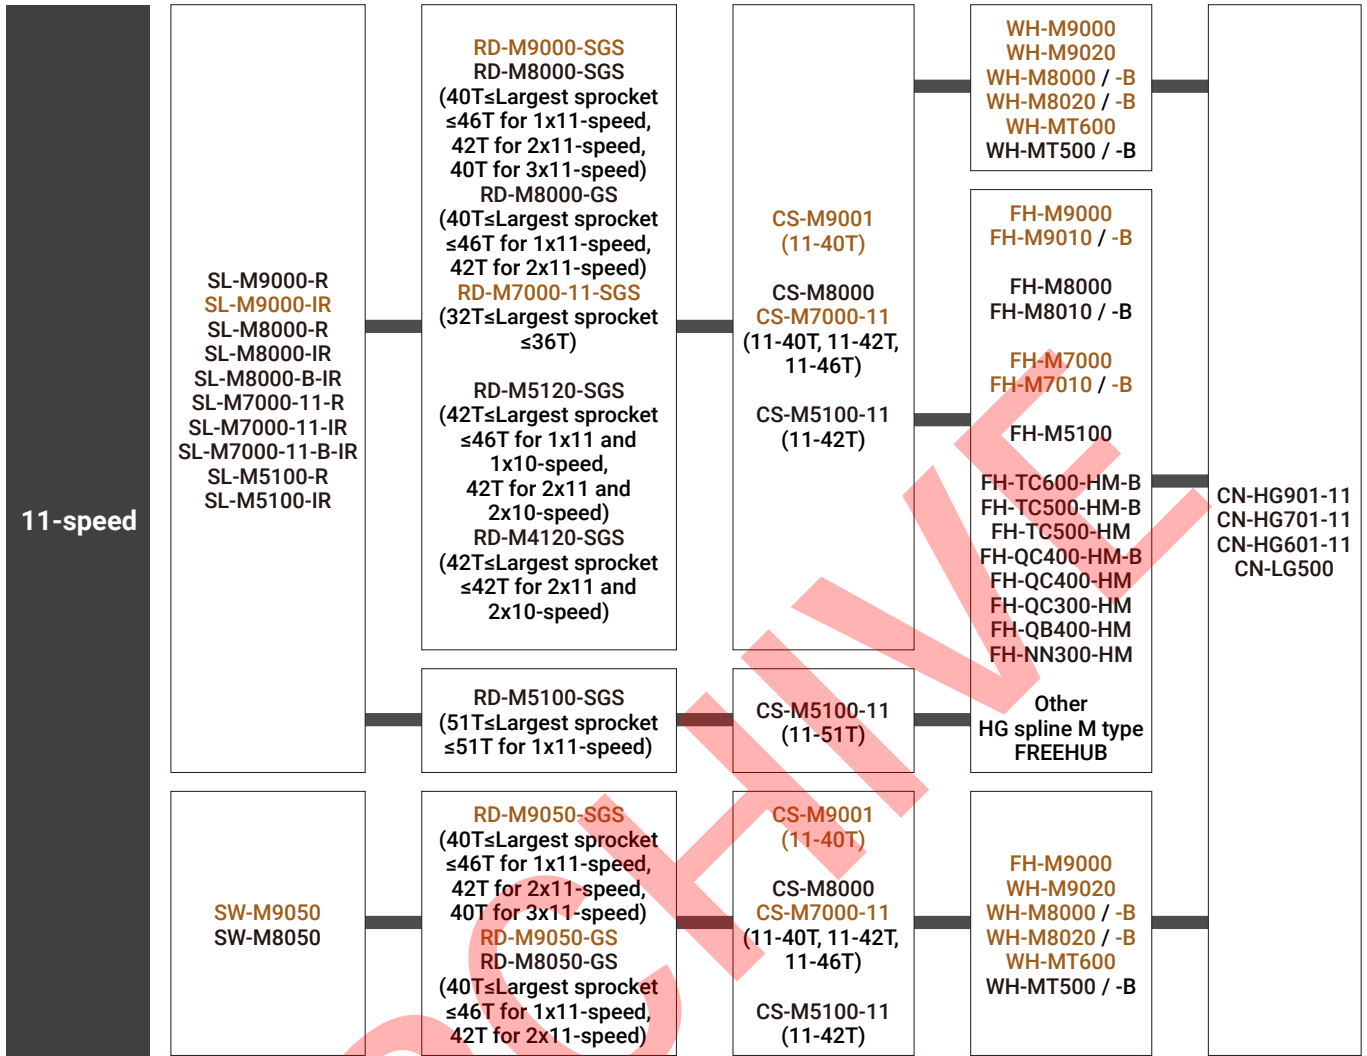 11-speed
SL-M9000-R
SL-M9000-IR
SL-M8000-R
SL-M8000-IR
SL-M8000-B-IR
SL-M7000-11-R
SL-M7000-11-IR
SL-M7000-11-B-IR
SL-M5100-R
SL-M5100-IR
RD-M9000-SGS
RD-M8000-SGS
(40T≤Largest sprocket
≤46T for 1x11-speed,
42T for 2x11-speed,
40T for 3x11-speed)
RD-M8000-GS
(40T≤Largest sprocket
≤46T for 1x11-speed,
42T for 2x11-speed)
RD-M7000-11-SGS
(32T≤Largest sprocket
≤36T)
RD-M5120-SGS
(42T≤Largest sprocket
≤46T for 1x11 and
1x10-speed,
42T for 2x11 and
2x10-speed)
RD-M4120-SGS
(42T≤Largest sprocket
≤42T for 2x11 and
2x10-speed)
CS-M9001
(11-40T)
CS-M8000
CS-M7000-11
(11-40T, 11-42T,
11-46T)
CS-M5100-11
(11-42T)
WH-M9000
WH-M9020
WH-M8000 / -B
WH-M8020 / -B
WH-MT600
WH-MT500 / -B
FH-M9000
FH-M9010 / -B
FH-M8000
FH-M8010 / -B
FH-M7000
FH-M7010 / -B
FH-M5100
FH-TC600-HM-B
FH-TC500-HM-B
FH-TC500-HM
FH-QC400-HM-B
FH-QC400-HM
FH-QC300-HM
FH-QB400-HM
FH-NN300-HM
Other
HG spline M type
FREEHUB
CN-HG901-11
CN-HG701-11
CN-HG601-11
CN-LG500
RD-M5100-SGS
(51T≤Largest sprocket
≤51T for 1x11-speed)
CS-M5100-11
(11-51T)
SW-M9050
SW-M8050
RD-M9050-SGS
(40T≤Largest sprocket
≤46T for 1x11-speed,
42T for 2x11-speed,
40T for 3x11-speed)
RD-M9050-GS
RD-M8050-GS
(40T≤Largest sprocket
≤46T for 1x11-speed,
42T for 2x11-speed)
CS-M9001
(11-40T)
CS-M8000
CS-M7000-11
(11-40T, 11-42T,
11-46T)
CS-M5100-11
(11-42T)
FH-M9000
WH-M9020
WH-M8000 / -B
WH-M8020 / -B
WH-MT600
WH-MT500 / -B